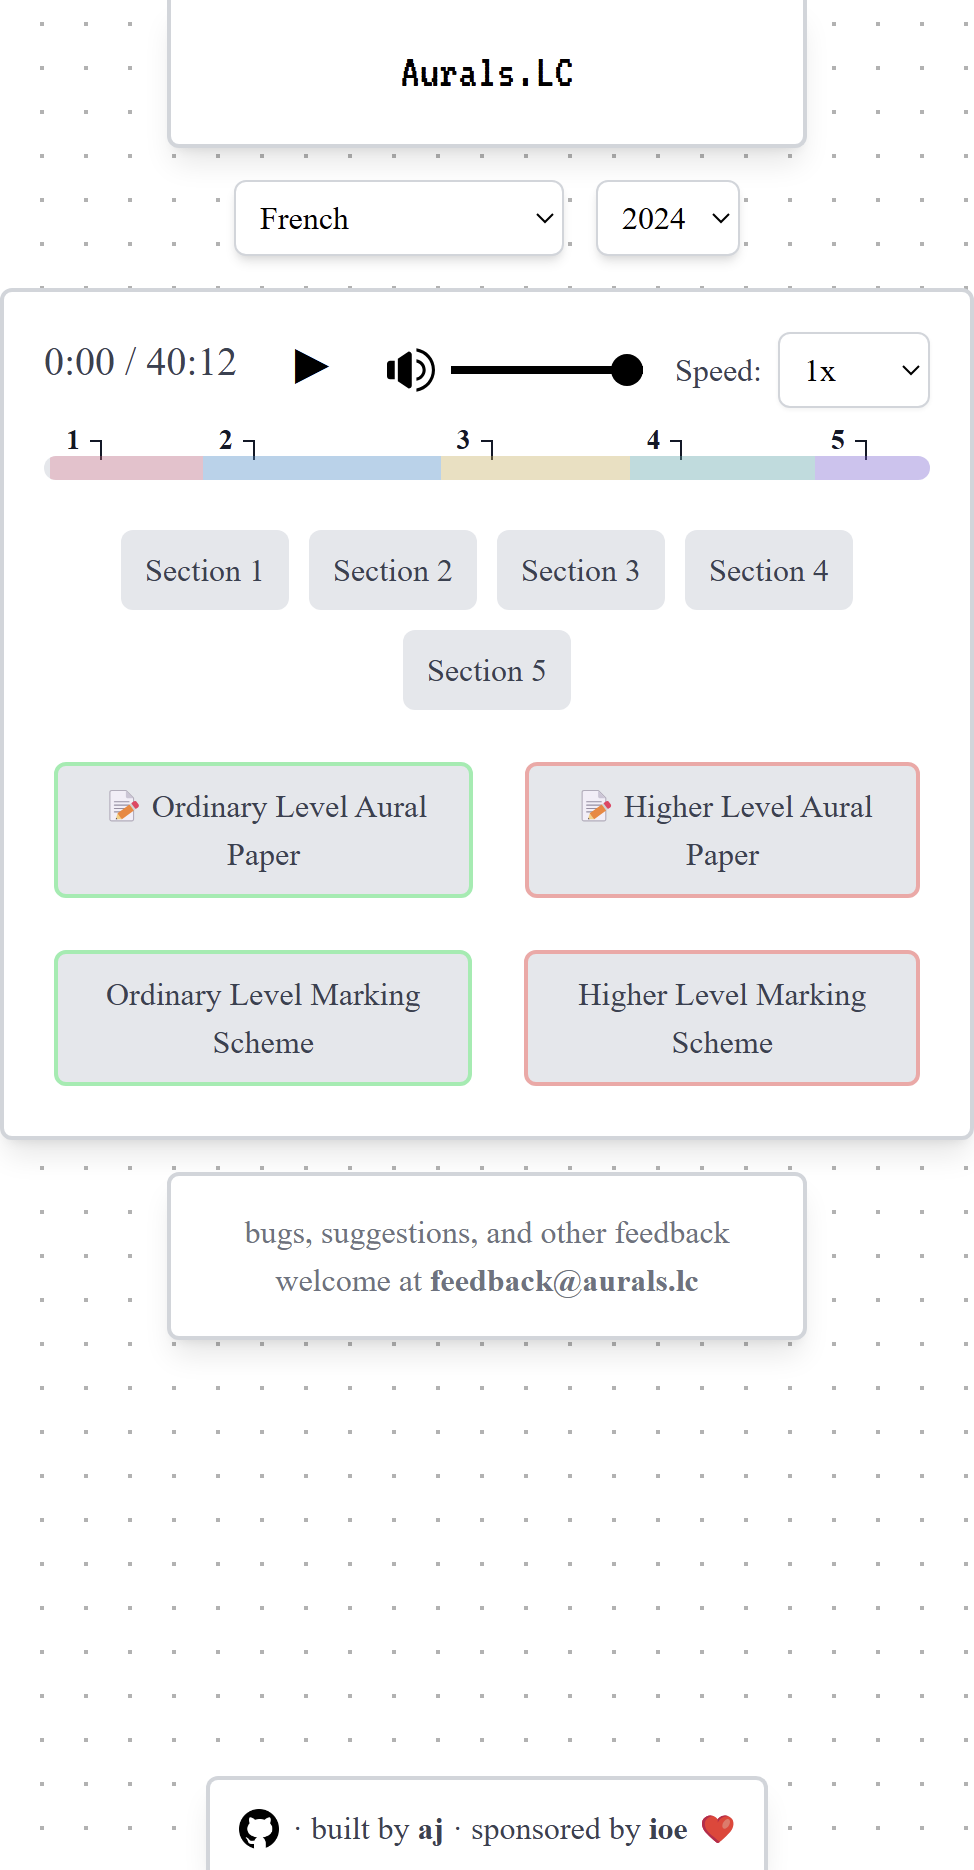 Aurals.LC
French 2024
0:00 / 40:12 Speed: 1x
1 2 3 4 5
Section 1 Section 2 Section 3 Section 4
Section 5
📝 Ordinary Level Aural
Paper
📝 Higher Level Aural
Paper
Ordinary Level Marking
Scheme
Higher Level Marking
Scheme
bugs, suggestions, and other feedback
welcome at feedback@aurals.lc
· built by aj · sponsored by ioe ❤️